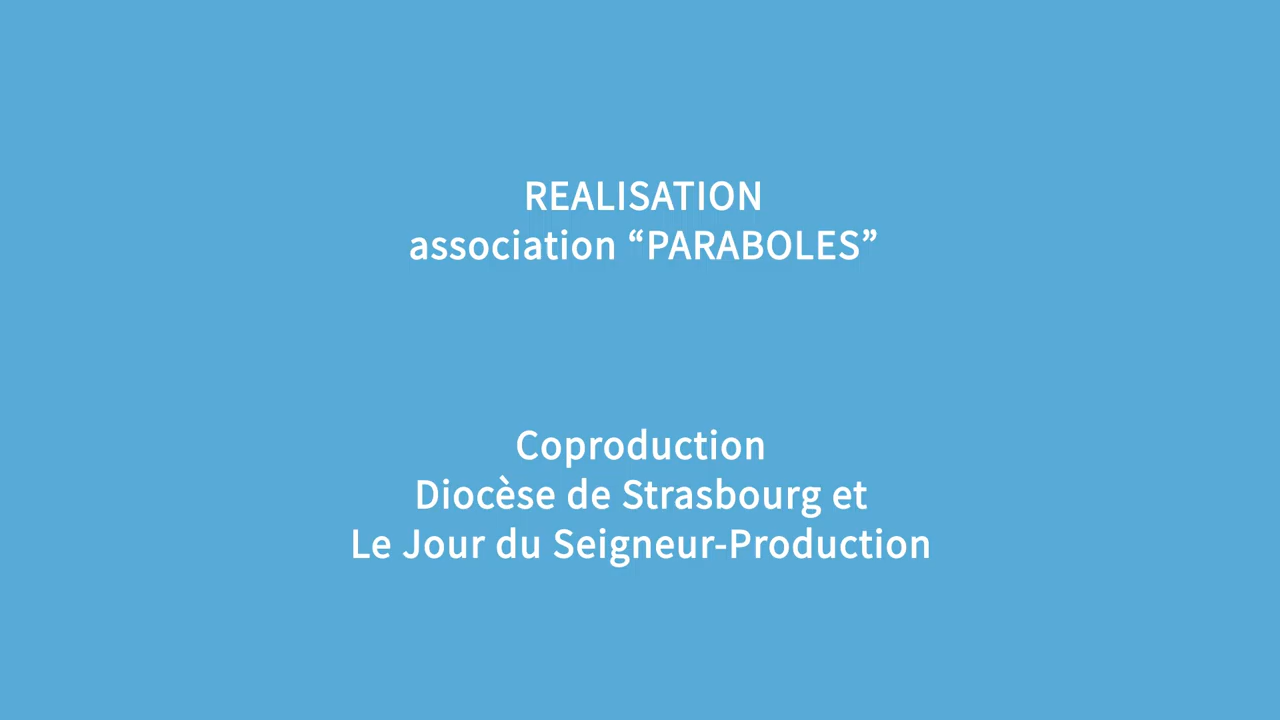 REALISATION
association “PARABOLES”
Coproduction
Diocèse de Strasbourg et
Le Jour du Seigneur-Production